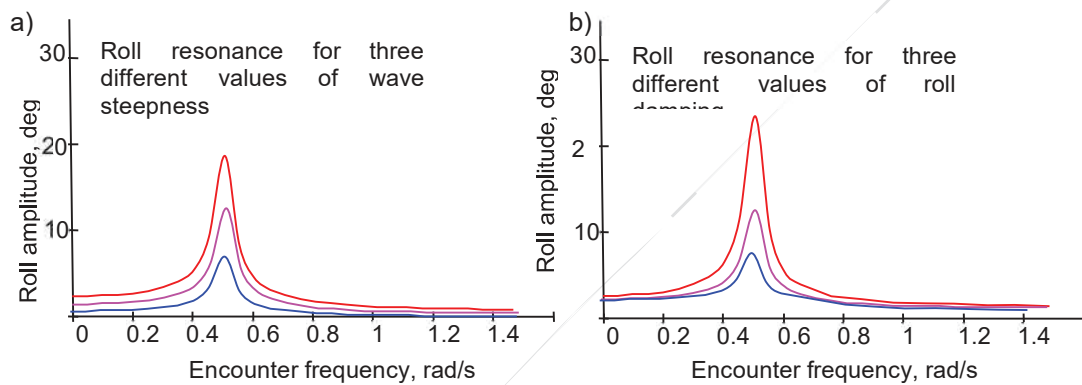 a)
Roll resonance for three
different values of wave
steepness
30
20
10
Roll amplitude, deg
0 0.2 0.4 0.6 0.8 1 1.2 1.4
Encounter frequency, rad/s
b)
Roll resonance for three
different values of roll
damping
30
2
10
Roll amplitude, deg
0 0.2 0.4 0.6 0.8 1 1.2 1.4
Encounter frequency, rad/s